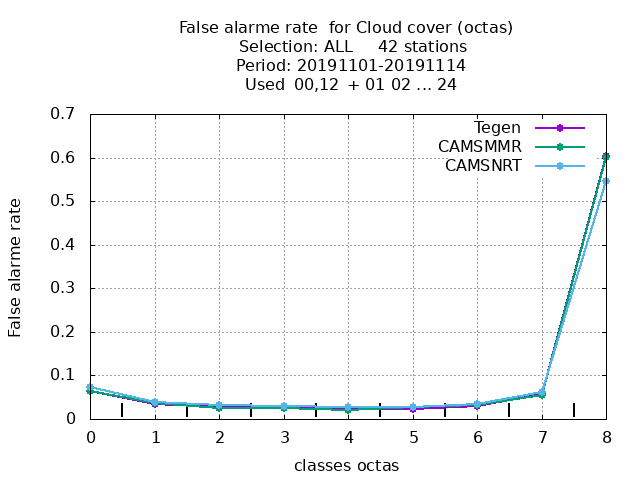 False alarme rate  for Cloud cover (octas)
Selection: ALL     42 stations
Period: 20191101-20191114
Used  00,12  + 01 02 ... 24
Tegen
CAMSMMR
CAMSNRT
False alarme rate
0.7
0.6
0.5
0.4
0.3
0.2
0.1
0
0 1 2 3 4 5 6 7 8
classes octas